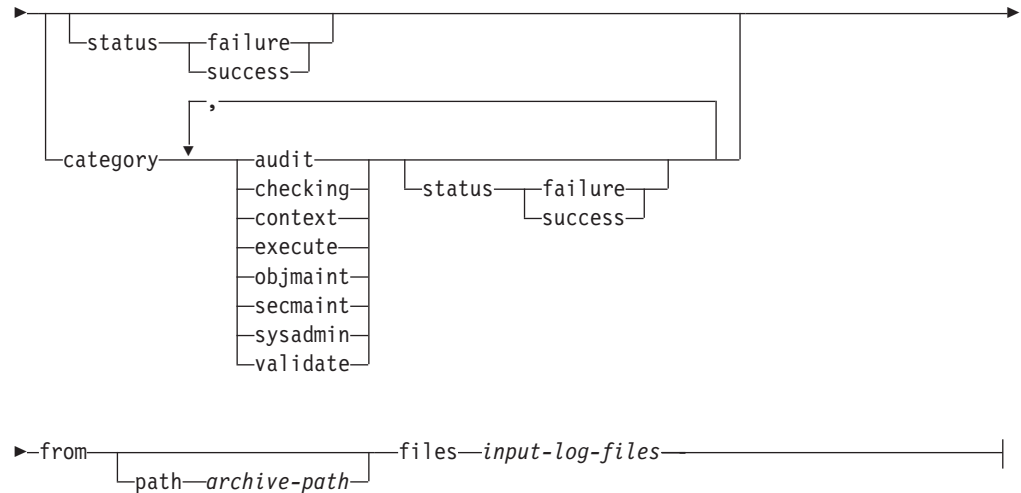 status failure
success
,
category audit
checking status failure
context success
execute
objmaint
secmaint
sysadmin
validate
from files input-log-files
path archive-path